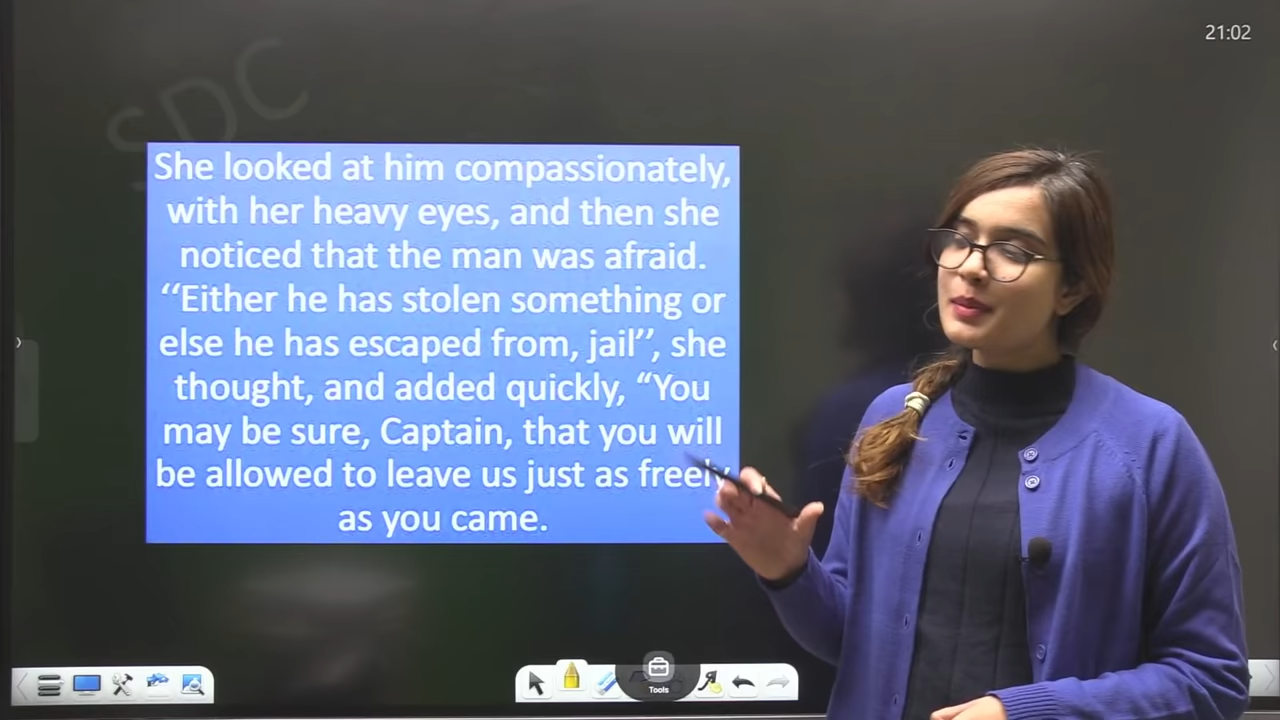 21:02
SDC
She looked at him compassionately,
with her heavy eyes, and then she
noticed that the man was afraid.
‘‘Either he has stolen something or
else he has escaped from, jail’’, she
thought, and added quickly, “You
may be sure, Captain, that you will
be allowed to leave us just as freely
as you came.
Tools